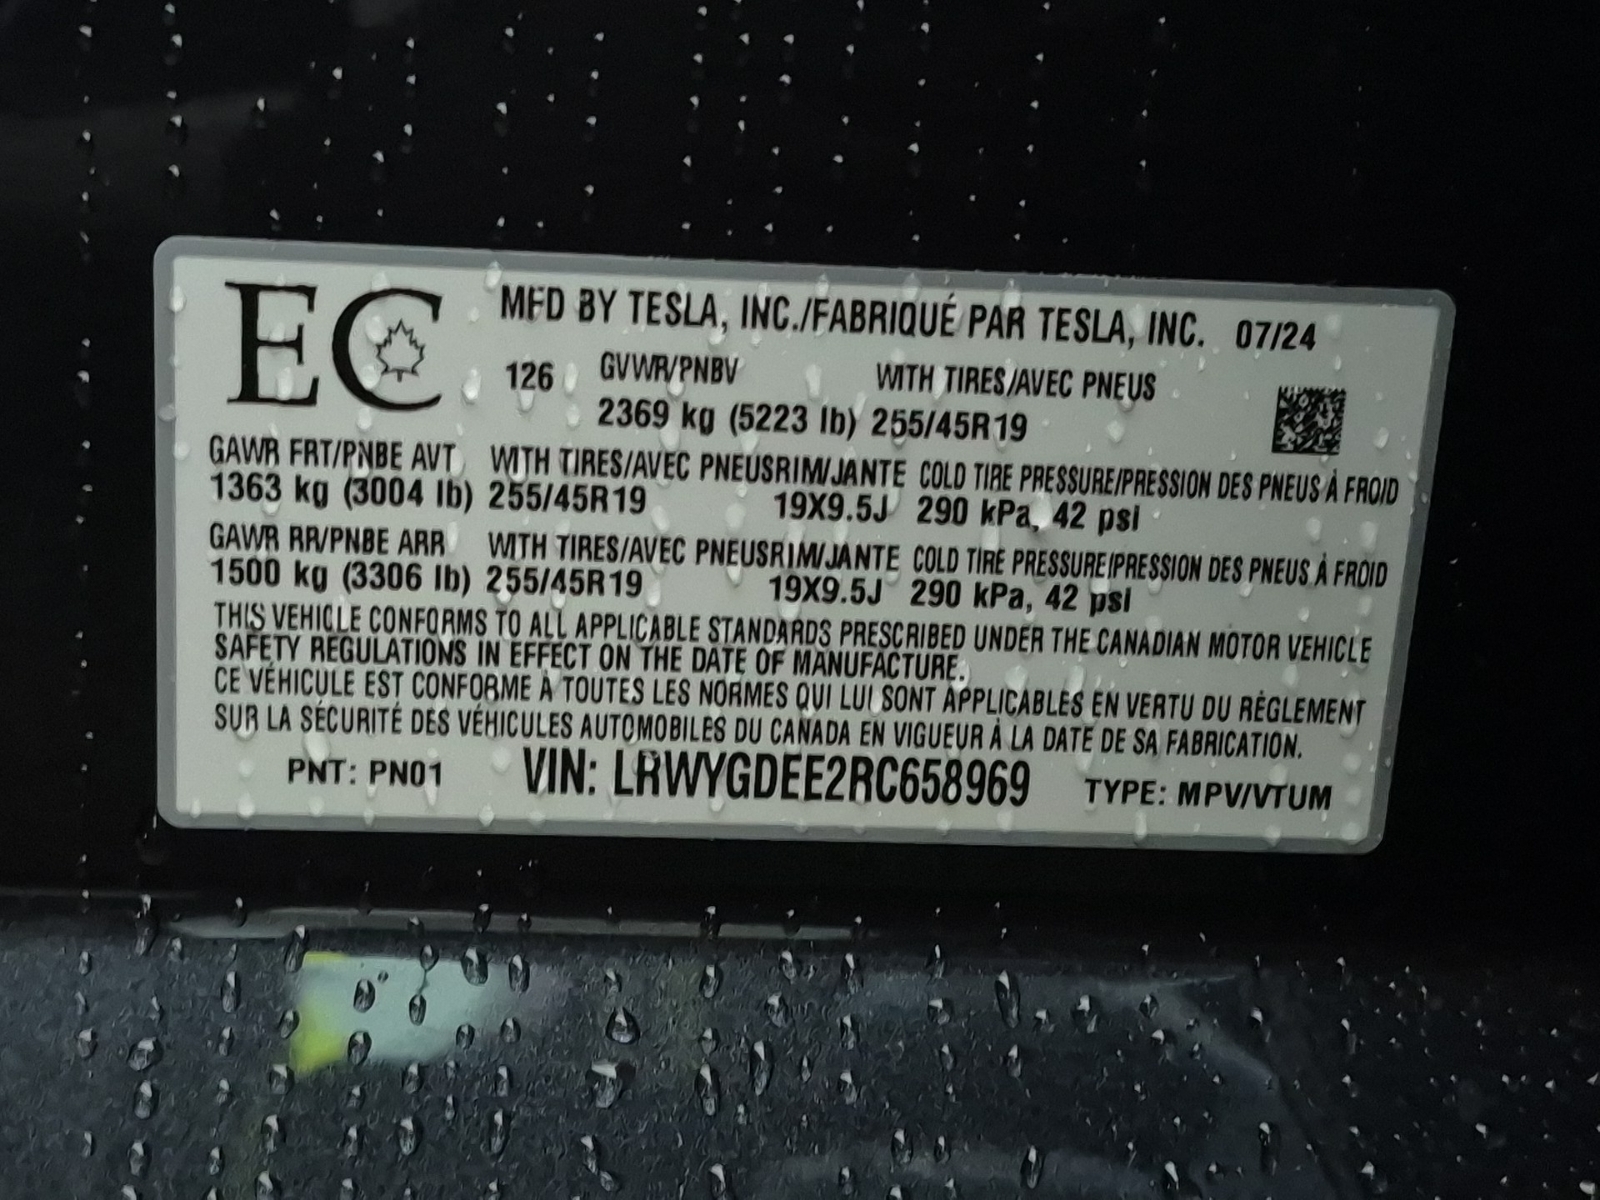 EC MFD BY TESLA, INC./FABRIQUÉ PAR TESLA, INC. 07/24
126 GVWR/PNBV WITH TIRES/AVEC PNEUS
2369 kg (5223 lb) 255/45R19
GAWR FRT/PNBE AVT WITH TIRES/AVEC PNEUSRIM/JANTE COLD TIRE PRESSURE/PRESSION DES PNEUS À FROID
1363 kg (3004 lb) 255/45R19 19X9.5J 290 kPa, 42 psi
GAWR RR/PNBE ARR WITH TIRES/AVEC PNEUSRIM/JANTE COLD TIRE PRESSURE/PRESSION DES PNEUS À FROID
1500 kg (3306 lb) 255/45R19 19X9.5J 290 kPa, 42 psi
THIS VEHICLE CONFORMS TO ALL APPLICABLE STANDARDS PRESCRIBED UNDER THE CANADIAN MOTOR VEHICLE
SAFETY REGULATIONS IN EFFECT ON THE DATE OF MANUFACTURE.
CE VÉHICULE EST CONFORME À TOUTES LES NORMES QUI LUI SONT APPLICABLES EN VERTU DU RÈGLEMENT
SUR LA SÉCURITÉ DES VÉHICULES AUTOMOBILES DU CANADA EN VIGUEUR À LA DATE DE SA FABRICATION.
PNT: PN01 VIN: LRWYGDEE2RC658969 TYPE: MPV/VTUM